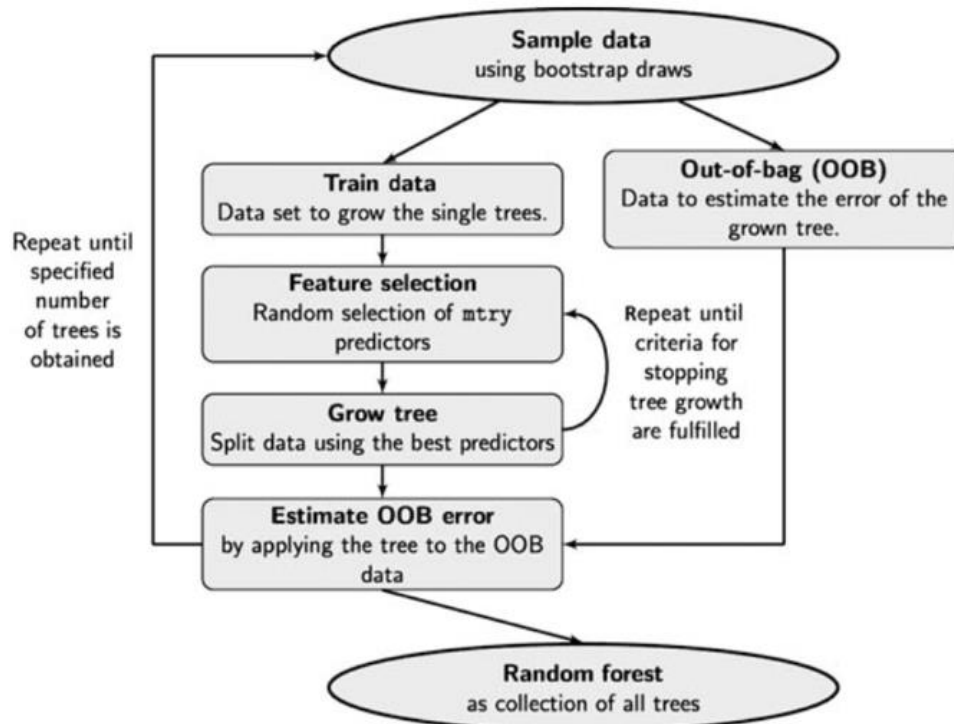 Sample data
using bootstrap draws
Train data
Data set to grow the single trees.
Out-of-bag (OOB)
Data to estimate the error of the
grown tree.
Repeat until
specified
number
of trees is
obtained
Feature selection
Random selection of mtry
predictors
Repeat until
criteria for
stopping
tree growth
are fulfilled
Grow tree
Split data using the best predictors
Estimate OOB error
by applying the tree to the OOB
data
Random forest
as collection of all trees